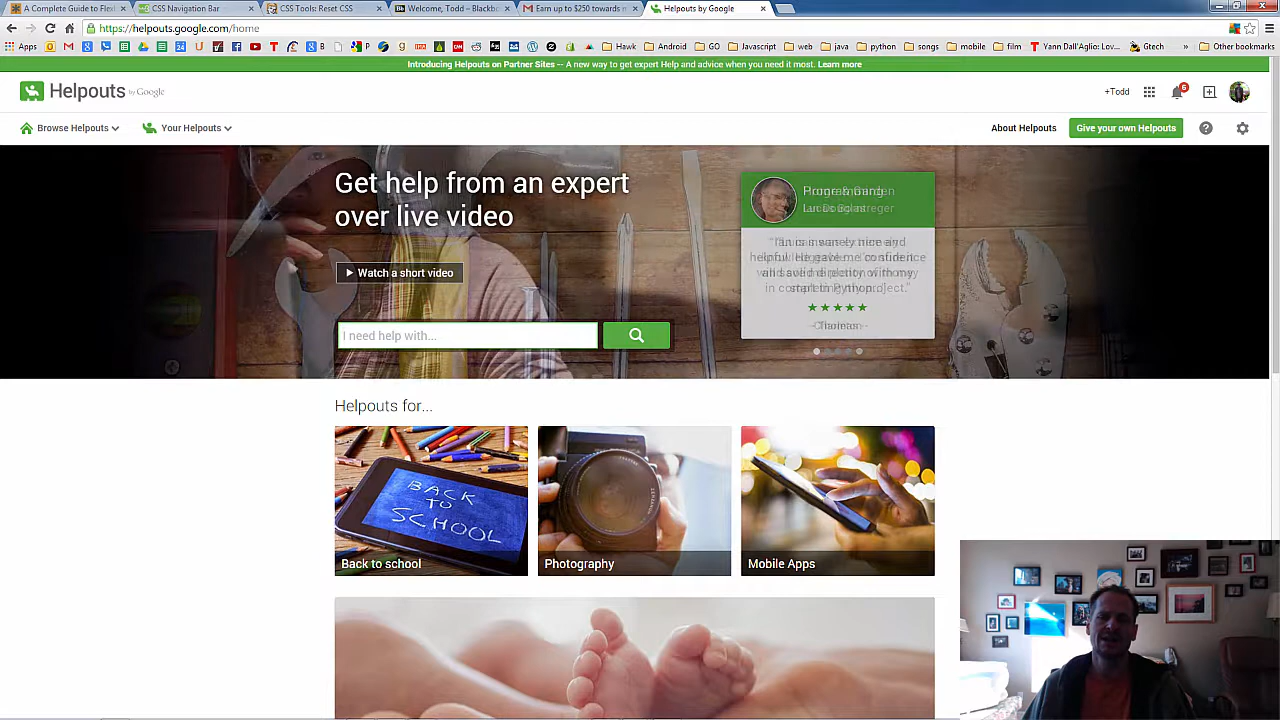 A Complete Guide to Flex
CSS Navigation Bar
CSS Tools: Reset CSS
Welcome, Todd – Blackb
Earn up to $250 towards n
Helpouts by Google
https://helpouts.google.com/home
Apps
Hawk
Android
GO
Javascript
web
java
python
songs
mobile
film
Yann Dall'Aglio: Lov...
Gtech
»
Other bookmarks
Introducing Helpouts on Partner Sites -- A new way to get expert Help and advice when you need it most. Learn more
Helpouts by Google
+Todd
6
Browse Helpouts
Your Helpouts
About Helpouts
Give your own Helpouts
Get help from an expert
over live video
Watch a short video
I need help with...
Helpouts for...
BACK
TO
SCHOOL
Back to school
Photography
Mobile Apps